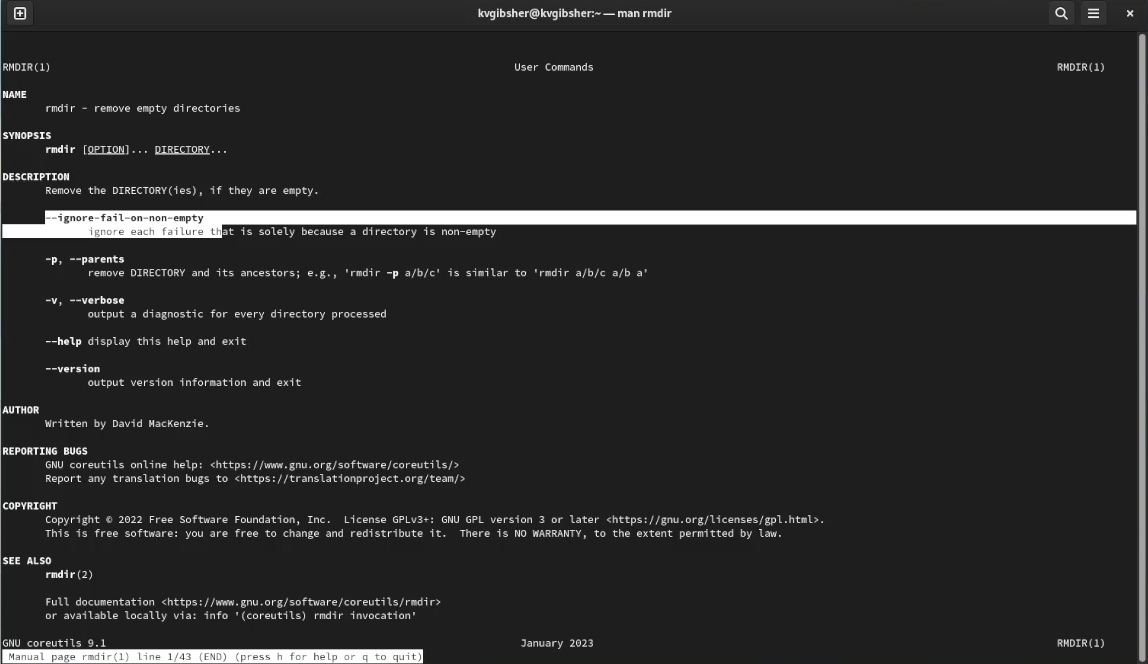 kvgibsher@kvgibsher:~ — man rmdir
RMDIR(1) User Commands RMDIR(1)
NAME
rmdir - remove empty directories
SYNOPSIS
rmdir [OPTION]... DIRECTORY...
DESCRIPTION
Remove the DIRECTORY(ies), if they are empty.
--ignore-fail-on-non-empty
ignore each failure that is solely because a directory is non-empty
-p, --parents
remove DIRECTORY and its ancestors; e.g., 'rmdir -p a/b/c' is similar to 'rmdir a/b/c a/b a'
-v, --verbose
output a diagnostic for every directory processed
--help display this help and exit
--version
output version information and exit
AUTHOR
Written by David MacKenzie.
REPORTING BUGS
GNU coreutils online help: <https://www.gnu.org/software/coreutils/>
Report any translation bugs to <https://translationproject.org/team/>
COPYRIGHT
Copyright © 2022 Free Software Foundation, Inc.  License GPLv3+: GNU GPL version 3 or later <https://gnu.org/licenses/gpl.html>.
This is free software: you are free to change and redistribute it.  There is NO WARRANTY, to the extent permitted by law.
SEE ALSO
rmdir(2)
Full documentation <https://www.gnu.org/software/coreutils/rmdir>
or available locally via: info '(coreutils) rmdir invocation'
GNU coreutils 9.1 January 2023 RMDIR(1)
Manual page rmdir(1) line 1/43 (END) (press h for help or q to quit)